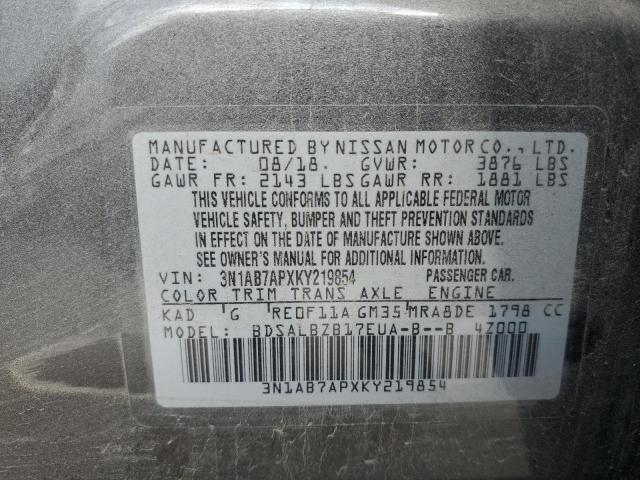 MANUFACTURED BY NISSAN MOTOR CO., LTD.
DATE: 08/18. GVWR: 3876 LBS
GAWR FR: 2143 LBS GAWR RR: 1881 LBS
THIS VEHICLE CONFORMS TO ALL APPLICABLE FEDERAL MOTOR
VEHICLE SAFETY, BUMPER AND THEFT PREVENTION STANDARDS
IN EFFECT ON THE DATE OF MANUFACTURE SHOWN ABOVE.
SEE OWNER'S MANUAL FOR ADDITIONAL INFORMATION.
VIN: 3N1AB7APXKY219854 PASSENGER CAR.
COLOR TRIM TRANS AXLE ENGINE
KAD G RE0F11A GM35 MRA8DE 1798 CC
MODEL: BDSALBZB17EUA-B--B 4Z000
3N1AB7APXKY219854